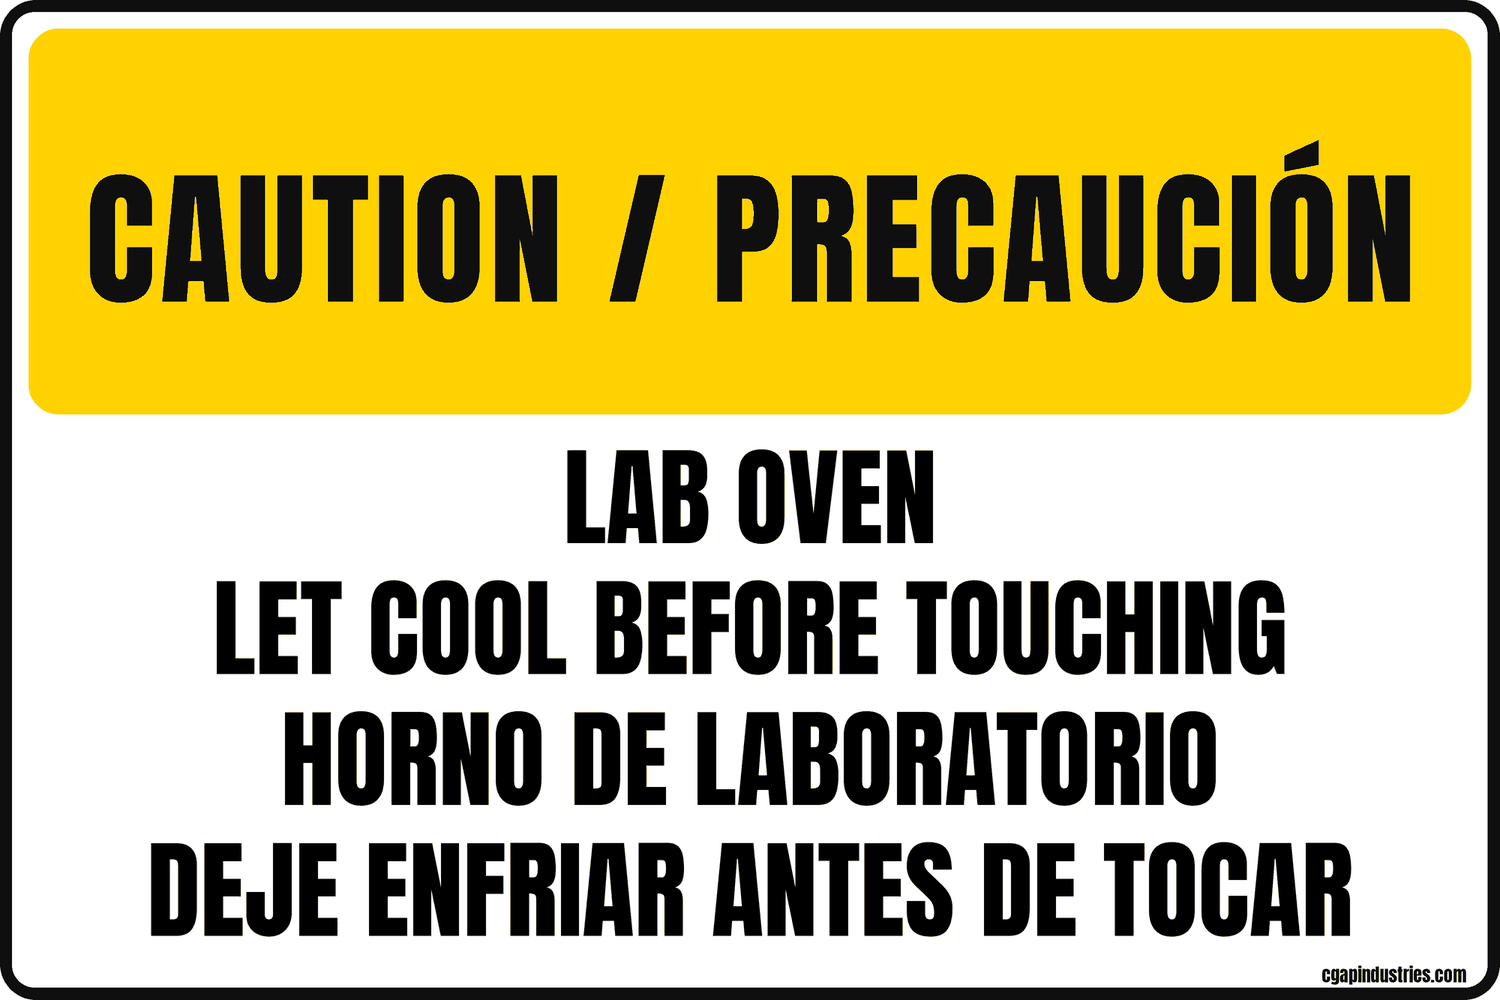 CAUTION / PRECAUCIÓN
LAB OVEN
LET COOL BEFORE TOUCHING
HORNO DE LABORATORIO
DEJE ENFRIAR ANTES DE TOCAR
cgapindustries.com